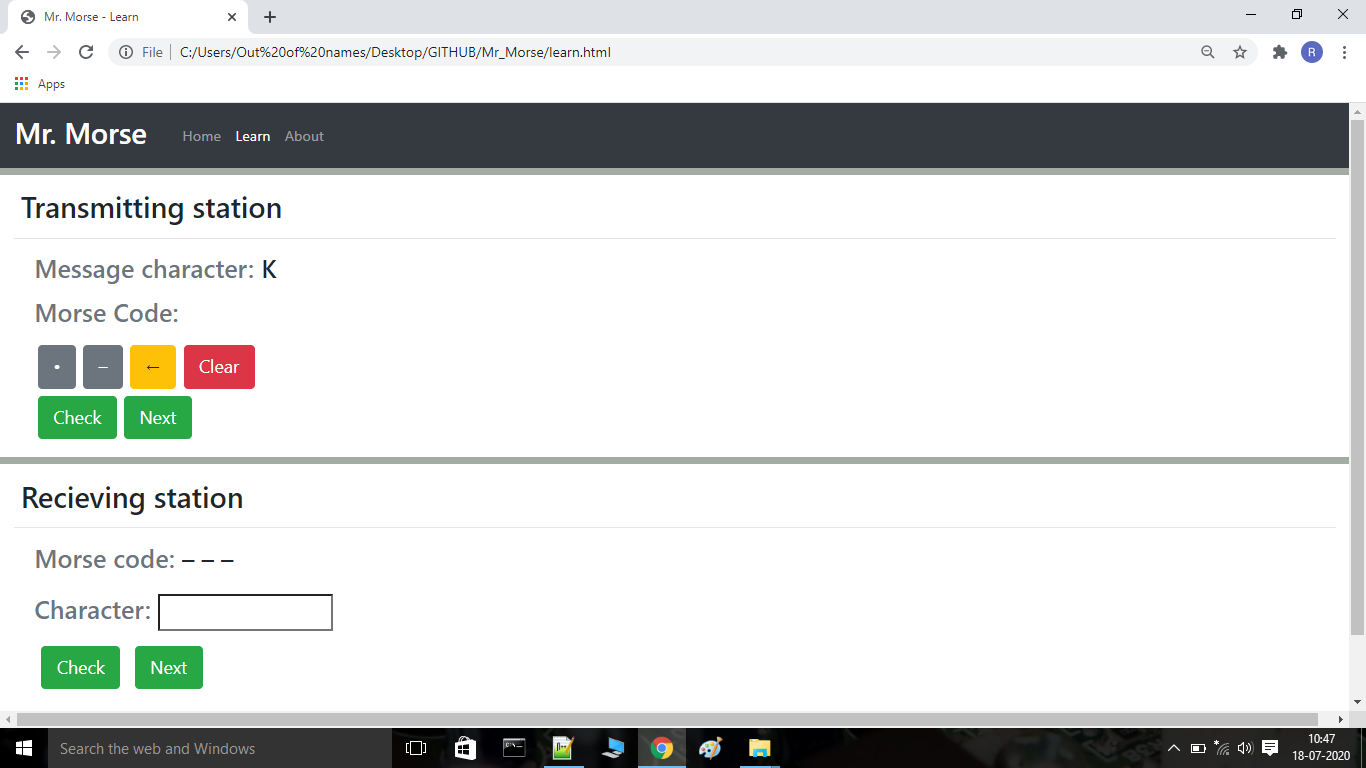 Mr. Morse - Learn
File C:/Users/Out%20of%20names/Desktop/GITHUB/Mr_Morse/learn.html
R
Apps
Mr. Morse Home Learn About
Transmitting station
Message character: K
Morse Code:
• – ← Clear
Check Next
Recieving station
Morse code: – – –
Character:
Check Next
Search the web and Windows
10:47
18-07-2020